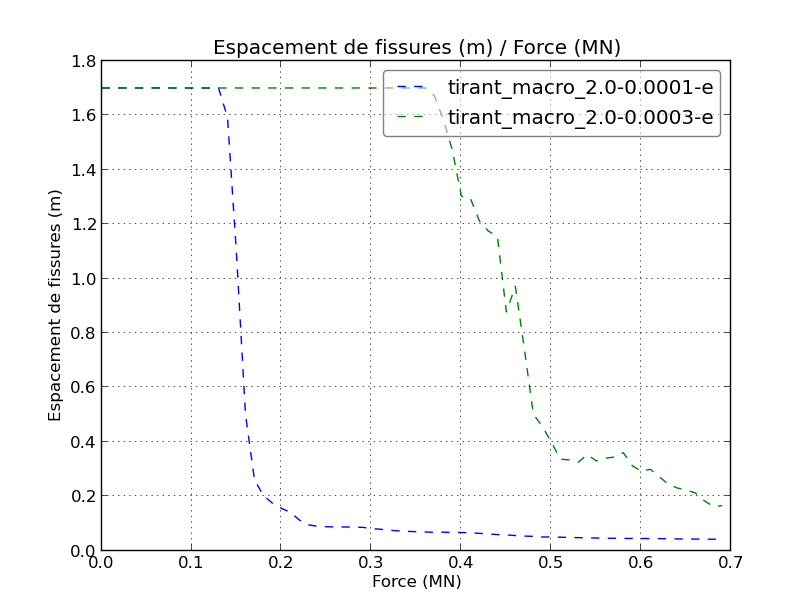 Espacement de fissures (m) / Force (MN)
tirant_macro_2.0-0.0001-e
tirant_macro_2.0-0.0003-e
Espacement de fissures (m)
1.8
1.6
1.4
1.2
1.0
0.8
0.6
0.4
0.2
0.0
0.0 0.1 0.2 0.3 0.4 0.5 0.6 0.7
Force (MN)